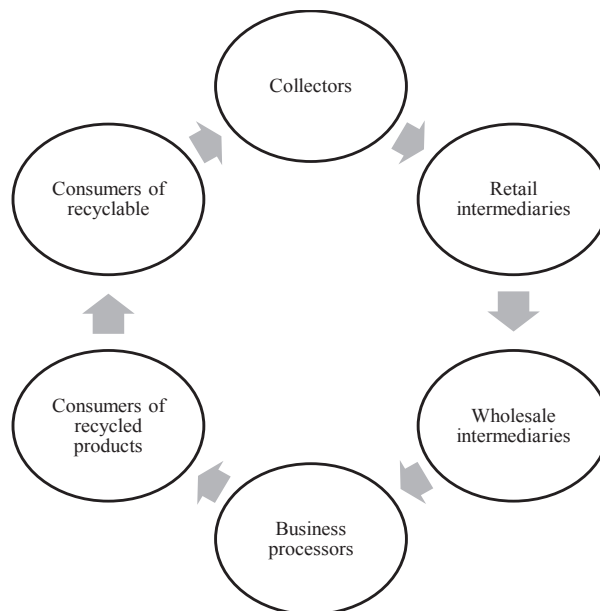 Collectors
Retail
intermediaries
Wholesale
intermediaries
Business
processors
Consumers of
recycled
products
Consumers of
recyclable